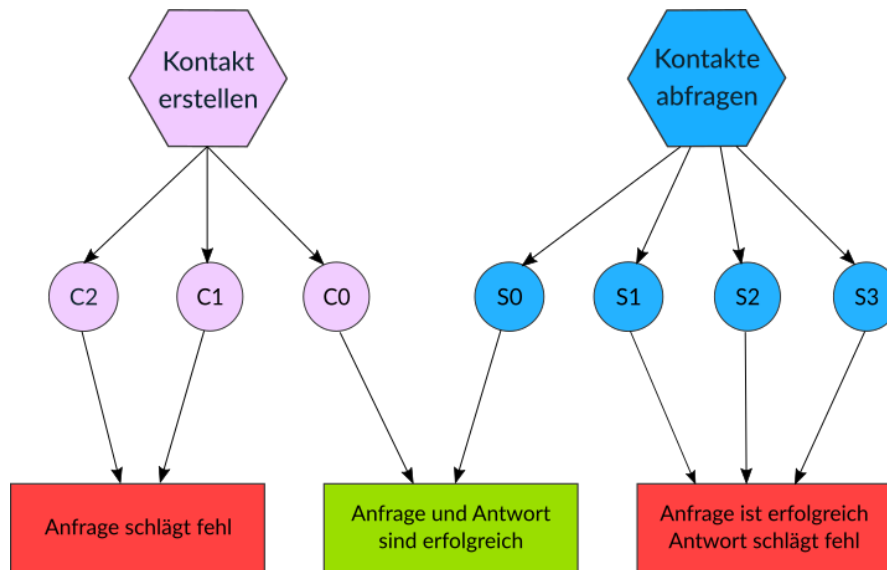 Kontakt
erstellen
Kontakte
abfragen
C2
C1
C0
S0
S1
S2
S3
Anfrage schlägt fehl
Anfrage und Antwort
sind erfolgreich
Anfrage ist erfolgreich
Antwort schlägt fehl